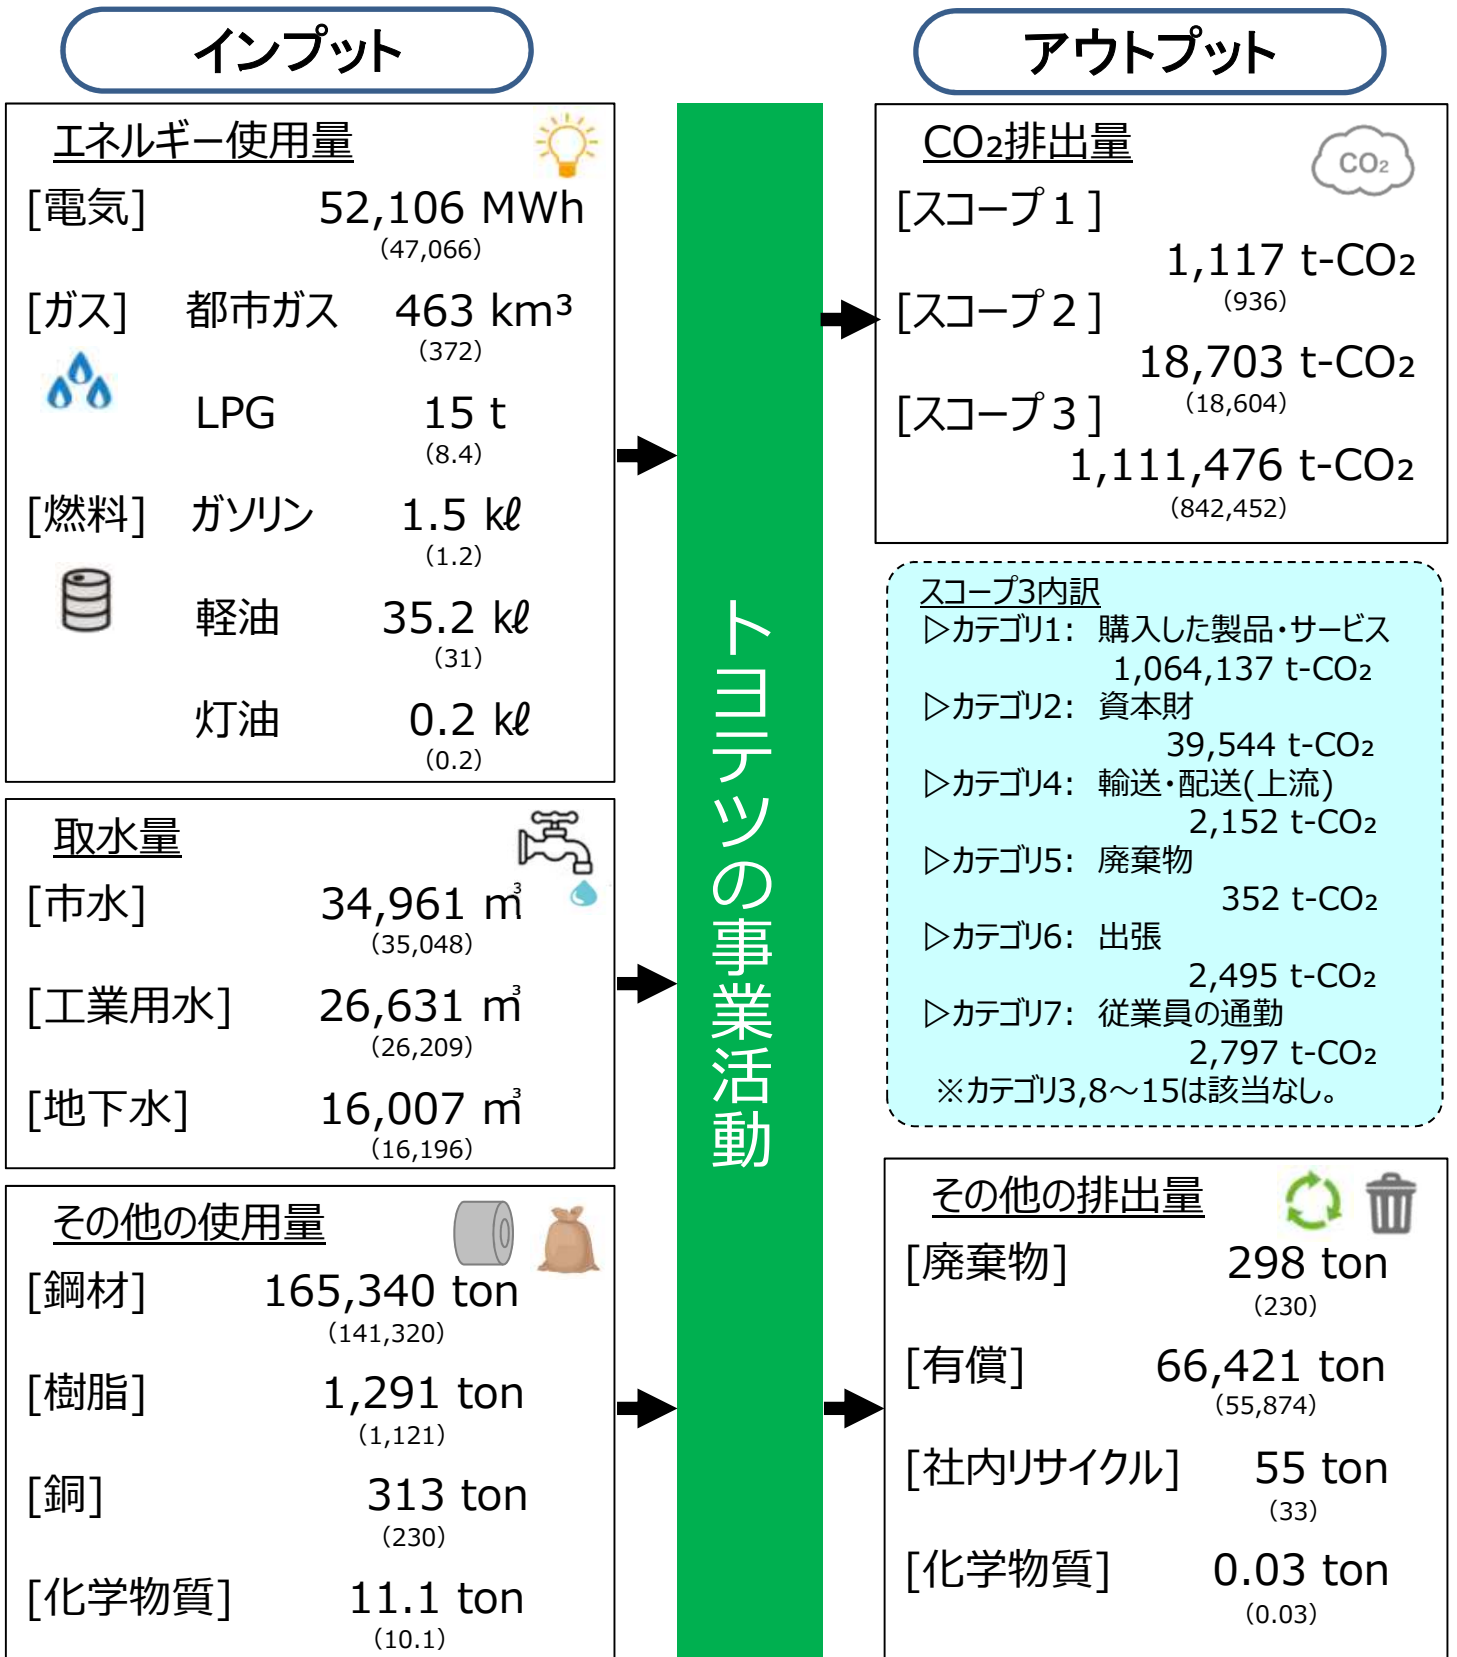 インプット
エネルギー使用量
[電気] 52,106 MWh
(47,066)
[ガス] 都市ガス 463 km³
(372)
LPG 15 t
(8.4)
[燃料] ガソリン 1.5 kℓ
(1.2)
軽油 35.2 kℓ
(31)
灯油 0.2 kℓ
(0.2)
取水量
[市水] 34,961 ㎥
(35,048)
[工業用水] 26,631 ㎥
(26,209)
[地下水] 16,007 ㎥
(16,196)
その他の使用量
[鋼材] 165,340 ton
(141,320)
[樹脂] 1,291 ton
(1,121)
[銅] 313 ton
(230)
[化学物質] 11.1 ton
(10.1)
トヨテツの事業活動
アウトプット
CO₂排出量
CO₂
[スコープ1]
1,117 t-CO₂
(936)
[スコープ2]
18,703 t-CO₂
(18,604)
[スコープ3]
1,111,476 t-CO₂
(842,452)
スコープ3内訳
▷カテゴリ1: 購入した製品・サービス
1,064,137 t-CO₂
▷カテゴリ2: 資本財
39,544 t-CO₂
▷カテゴリ4: 輸送・配送(上流)
2,152 t-CO₂
▷カテゴリ5: 廃棄物
352 t-CO₂
▷カテゴリ6: 出張
2,495 t-CO₂
▷カテゴリ7: 従業員の通勤
2,797 t-CO₂
※カテゴリ3,8～15は該当なし。
その他の排出量
[廃棄物] 298 ton
(230)
[有償] 66,421 ton
(55,874)
[社内リサイクル] 55 ton
(33)
[化学物質] 0.03 ton
(0.03)